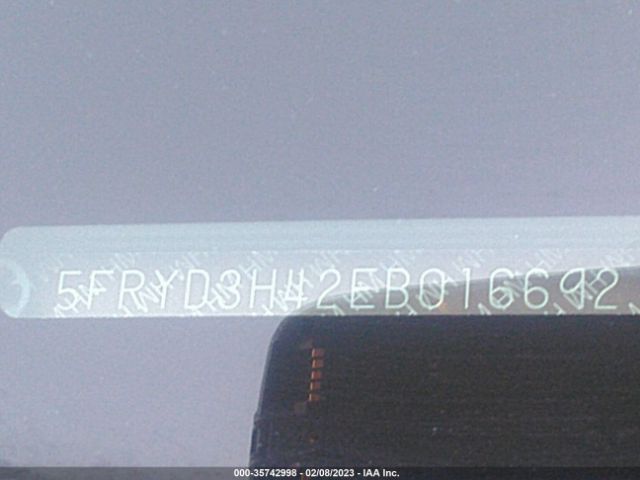 5FRYD3H42EB016692
000-35742998 - 02/08/2023 - IAA Inc.